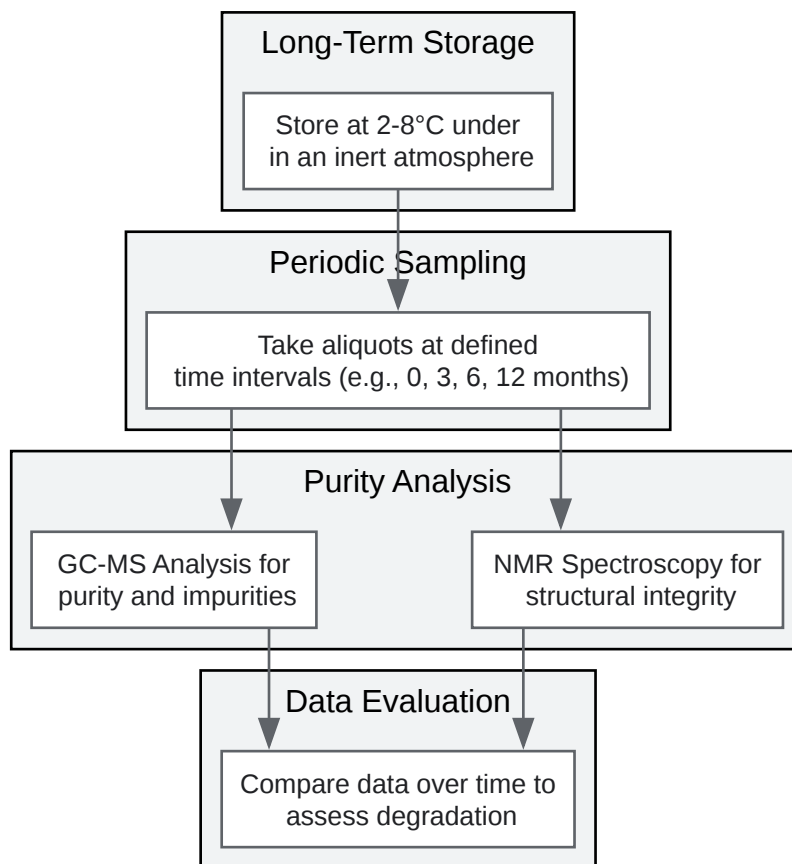 Long-Term Storage
Store at 2-8°C under
in an inert atmosphere
Periodic Sampling
Take aliquots at defined
time intervals (e.g., 0, 3, 6, 12 months)
Purity Analysis
GC-MS Analysis for
purity and impurities
NMR Spectroscopy for
structural integrity
Data Evaluation
Compare data over time to
assess degradation